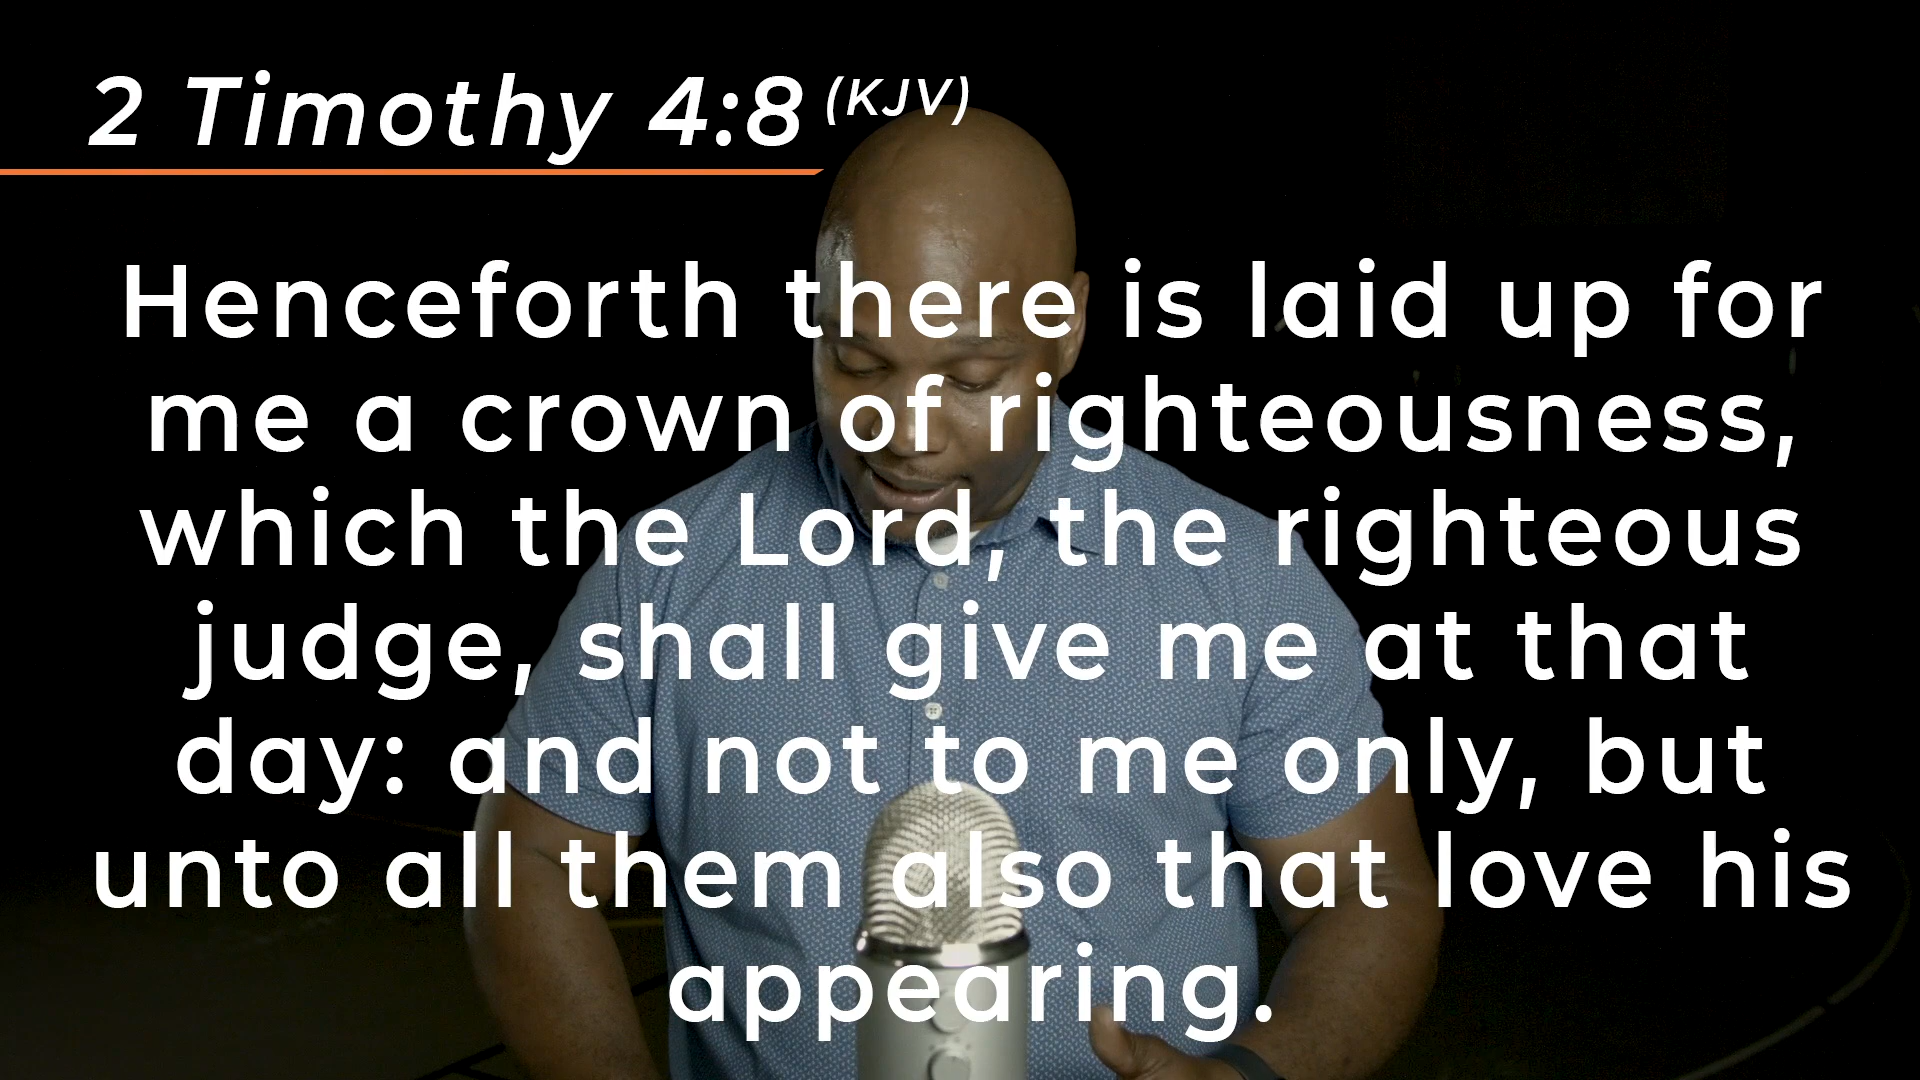 2 Timothy 4:8 (KJV)
Henceforth there is laid up for
me a crown of righteousness,
which the Lord, the righteous
judge, shall give me at that
day: and not to me only, but
unto all them also that love his
appearing.